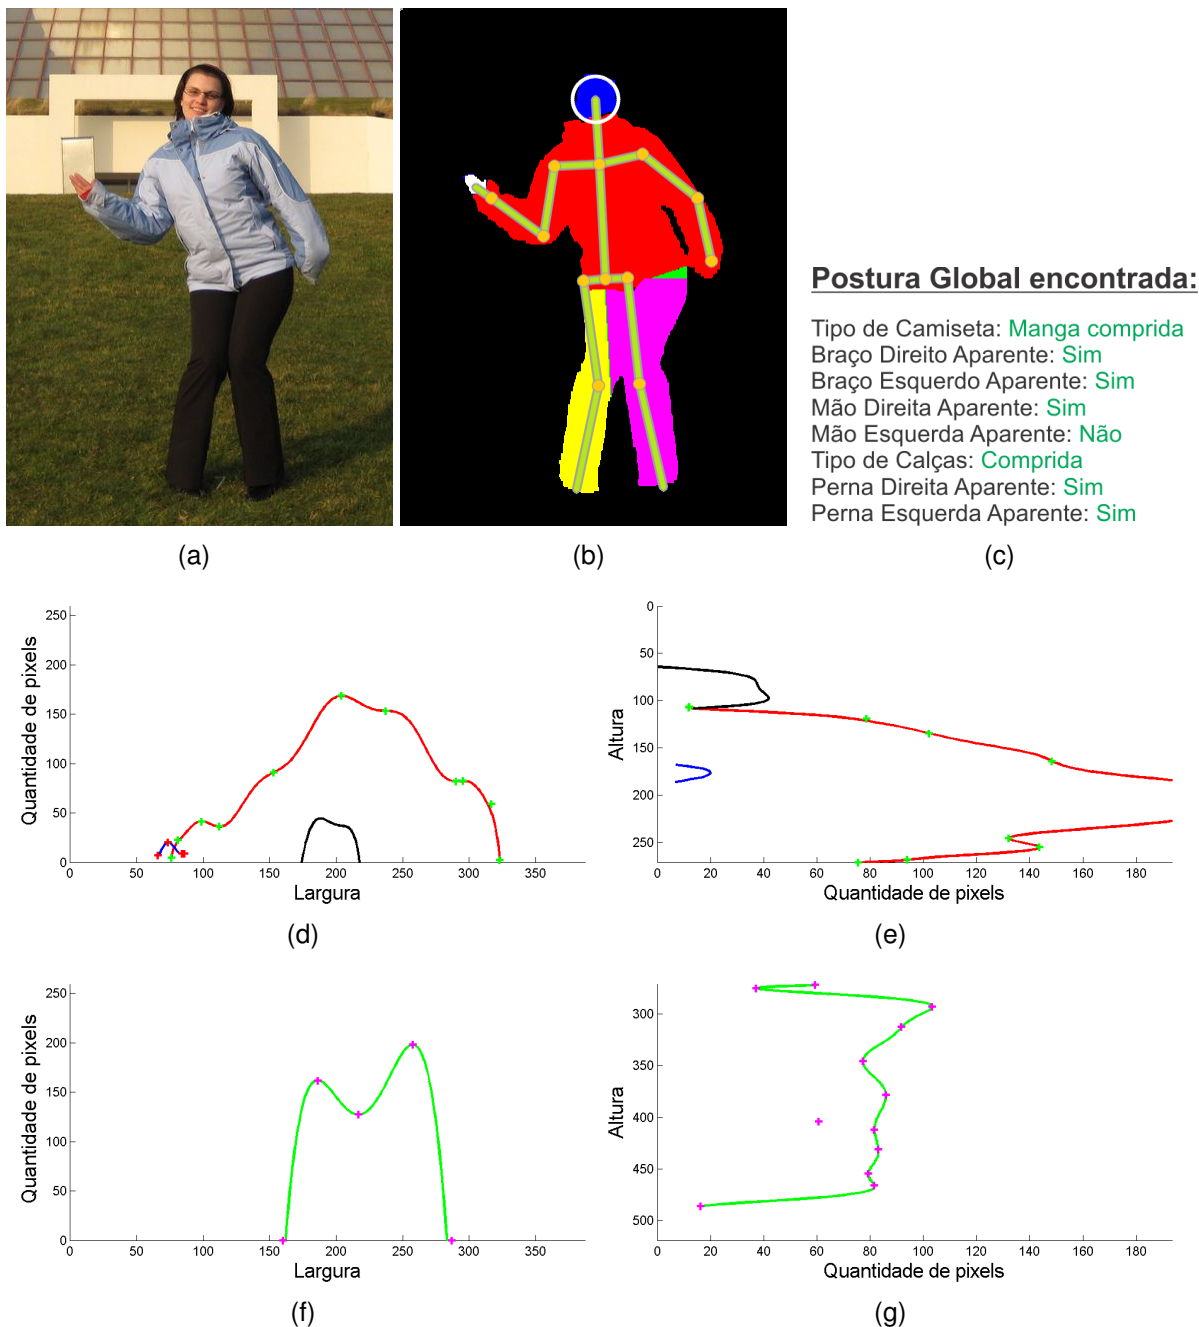 Postura Global encontrada:
Tipo de Camiseta: Manga comprida
Braço Direito Aparente: Sim
Braço Esquerdo Aparente: Sim
Mão Direita Aparente: Sim
Mão Esquerda Aparente: Não
Tipo de Calças: Comprida
Perna Direita Aparente: Sim
Perna Esquerda Aparente: Sim
(a)
(b)
(c)
Quantidade de pixels
250
200
150
100
50
0
0 50 100 150 200 250 300 350
Largura
(d)
Altura
0
50
100
150
200
250
0 20 40 60 80 100 120 140 160 180
Quantidade de pixels
(e)
Quantidade de pixels
250
200
150
100
50
0
0 50 100 150 200 250 300 350
Largura
(f)
Altura
300
350
400
450
500
0 20 40 60 80 100 120 140 160 180
Quantidade de pixels
(g)